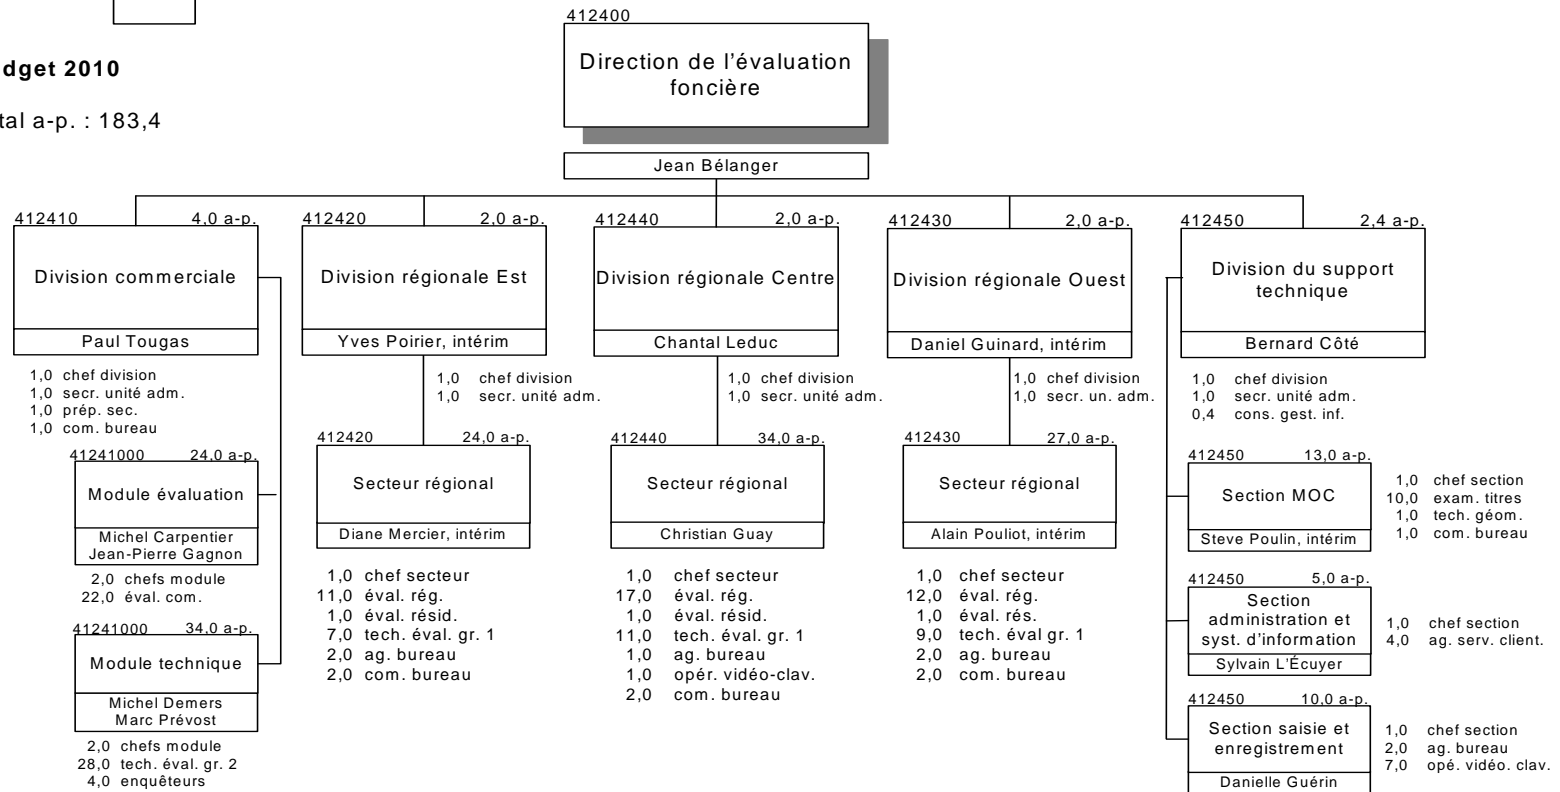 412400
Direction de l'évaluation
foncière
dget 2010
tal a-p. : 183,4
Jean Bélanger
412410 4,0 a-p.
Division commerciale
Paul Tougas
1,0 chef division
1,0 secr. unité adm.
1,0 prép. sec.
1,0 com. bureau
41241000 24,0 a-p.
Module évaluation
Michel Carpentier
Jean-Pierre Gagnon
2,0 chefs module
22,0 éval. com.
41241000 34,0 a-p.
Module technique
Michel Demers
Marc Prévost
2,0 chefs module
28,0 tech. éval. gr. 2
4,0 enquêteurs
412420 2,0 a-p.
Division régionale Est
Yves Poirier, intérim
1,0 chef division
1,0 secr. unité adm.
412420 24,0 a-p.
Secteur régional
Diane Mercier, intérim
1,0 chef secteur
11,0 éval. rég.
1,0 éval. résid.
7,0 tech. éval. gr. 1
2,0 ag. bureau
2,0 com. bureau
412440 2,0 a-p.
Division régionale Centre
Chantal Leduc
1,0 chef division
1,0 secr. unité adm.
412440 34,0 a-p.
Secteur régional
Christian Guay
1,0 chef secteur
17,0 éval. rég.
1,0 éval. résid.
11,0 tech. éval. gr. 1
1,0 ag. bureau
1,0 opér. vidéo-clav.
2,0 com. bureau
412430 2,0 a-p.
Division régionale Ouest
Daniel Guinard, intérim
1,0 chef division
1,0 secr. un. adm.
412430 27,0 a-p.
Secteur régional
Alain Pouliot, intérim
1,0 chef secteur
12,0 éval. rég.
1,0 éval. rés.
9,0 tech. éval gr. 1
2,0 ag. bureau
2,0 com. bureau
412450 2,4 a-p.
Division du support
technique
Bernard Côté
1,0 chef division
1,0 secr. unité adm.
0,4 cons. gest. inf.
412450 13,0 a-p.
Section MOC
Steve Poulin, intérim
1,0 chef section
10,0 exam. titres
1,0 tech. géom.
1,0 com. bureau
412450 5,0 a-p.
Section
administration et
syst. d'information
Sylvain L'Écuyer
1,0 chef section
4,0 ag. serv. client.
412450 10,0 a-p.
Section saisie et
enregistrement
Danielle Guérin
1,0 chef section
2,0 ag. bureau
7,0 opé. vidéo. clav.